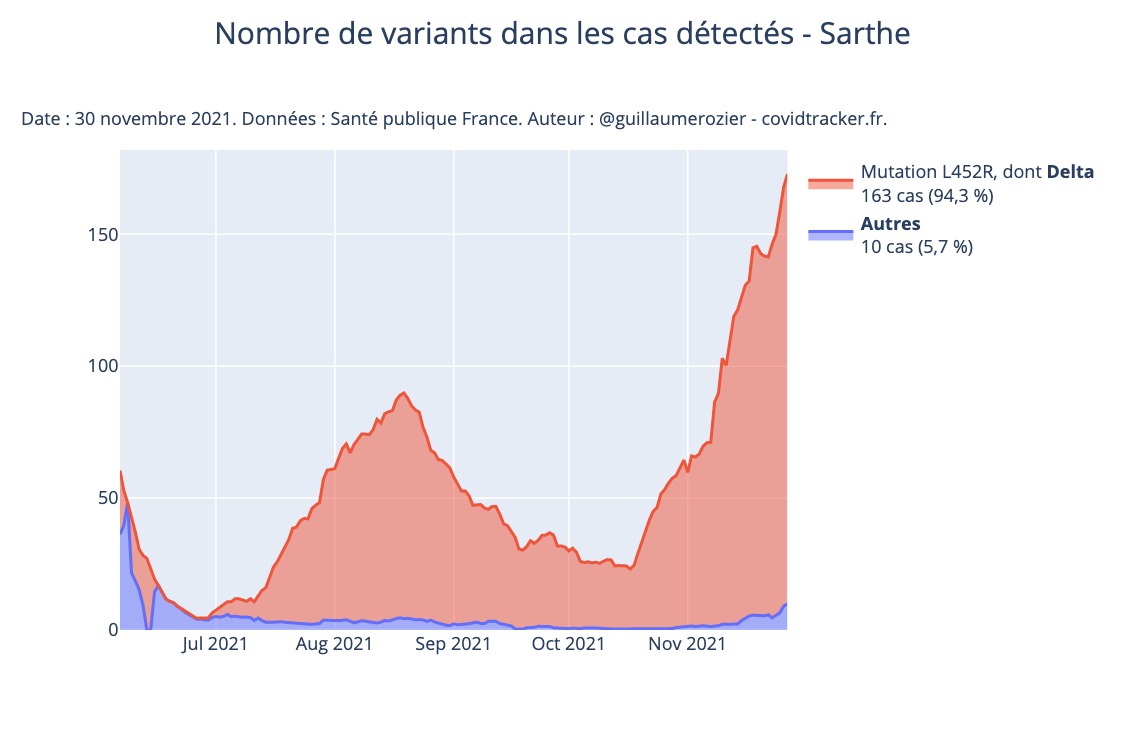 Nombre de variants dans les cas détectés - Sarthe
Date : 30 novembre 2021. Données : Santé publique France. Auteur : @guillaumerozier - covidtracker.fr.
Mutation L452R, dont Delta
163 cas (94,3 %)
Autres
10 cas (5,7 %)
150
100
50
0
Jul 2021
Aug 2021
Sep 2021
Oct 2021
Nov 2021